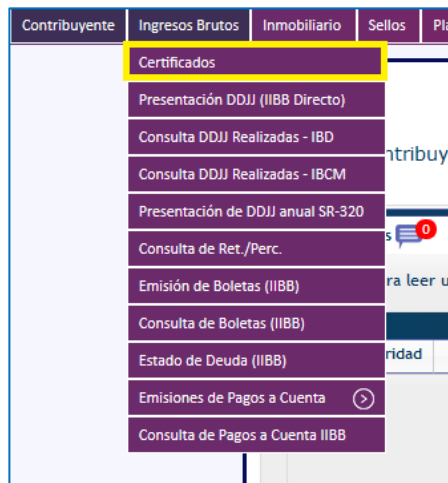 Contribuyente Ingresos Brutos Inmobiliario Sellos
Certificados
Presentación DDJJ (IIBB Directo)
Consulta DDJJ Realizadas - IBD
Consulta DDJJ Realizadas - IBCM
Presentación de DDJJ anual SR-320
0
Consulta de Ret./Perc.
Emisión de Boletas (IIBB)
Consulta de Boletas (IIBB)
Estado de Deuda (IIBB)
Emisiones de Pagos a Cuenta
Consulta de Pagos a Cuenta IIBB